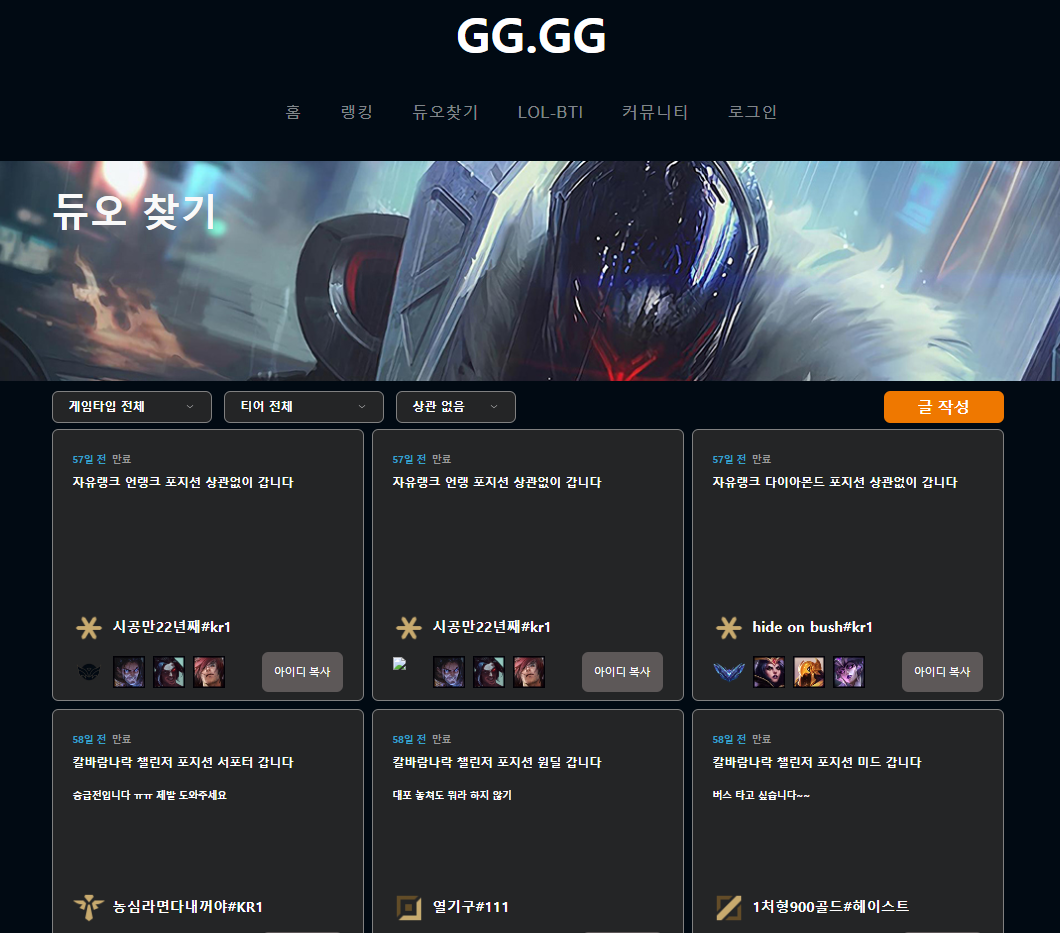 GG.GG
홈 랭킹 듀오찾기 LOL-BTI 커뮤니티 로그인
듀오 찾기
게임타입 전체 티어 전체 상관 없음 글 작성
57일 전 만료
자유랭크 언랭크 포지션 상관없이 갑니다
시공만22년째#kr1
아이디 복사
57일 전 만료
자유랭크 언랭 포지션 상관없이 갑니다
시공만22년째#kr1
아이디 복사
57일 전 만료
자유랭크 다이아몬드 포지션 상관없이 갑니다
hide on bush#kr1
아이디 복사
58일 전 만료
칼바람나락 챌린저 포지션 서포터 갑니다
승급전입니다 ㅠㅠ 제발 도와주세요
농심라면다내꺼야#KR1
58일 전 만료
칼바람나락 챌린저 포지션 원딜 갑니다
대포 놓쳐도 뭐라 하지 않기
열기구#111
58일 전 만료
칼바람나락 챌린저 포지션 미드 갑니다
버스 타고 싶습니다~~
1처형900골드#헤이스트